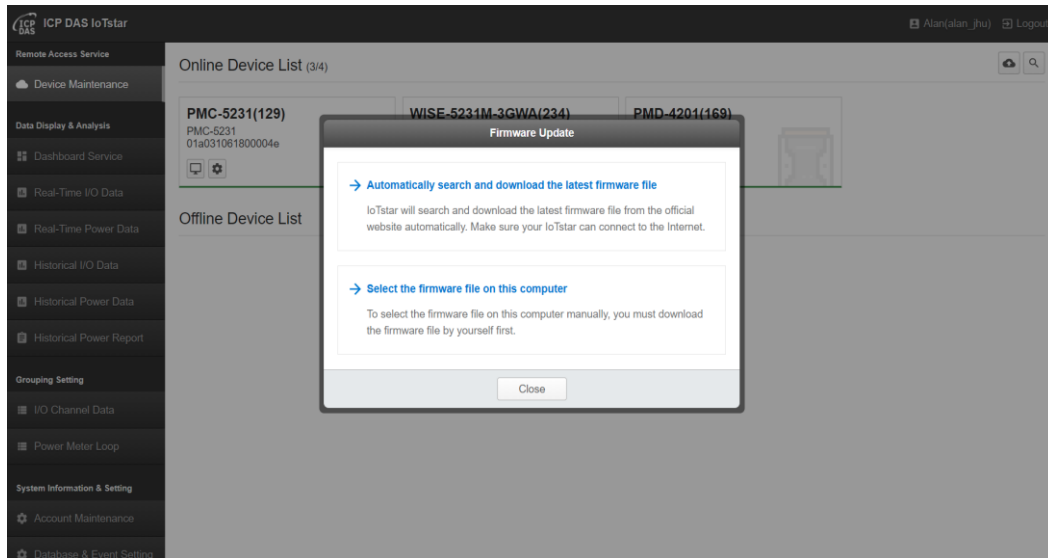 ICP DAS IoTstar
Alan(alan_jhu) Logout
Remote Access Service
Device Maintenance
Data Display & Analysis
Dashboard Service
Real-Time I/O Data
Real-Time Power Data
Historical I/O Data
Historical Power Data
Historical Power Report
Grouping Setting
I/O Channel Data
Power Meter Loop
System Information & Setting
Account Maintenance
Database & Event Setting
Online Device List (3/4)
PMC-5231(129)
PMC-5231
01a031061800004e
WISE-5231M-3GWA(234)
PMD-4201(169)
Offline Device List
Firmware Update
Automatically search and download the latest firmware file
IoTstar will search and download the latest firmware file from the official
website automatically. Make sure your IoTstar can connect to the Internet.
Select the firmware file on this computer
To select the firmware file on this computer manually, you must download
the firmware file by yourself first.
Close